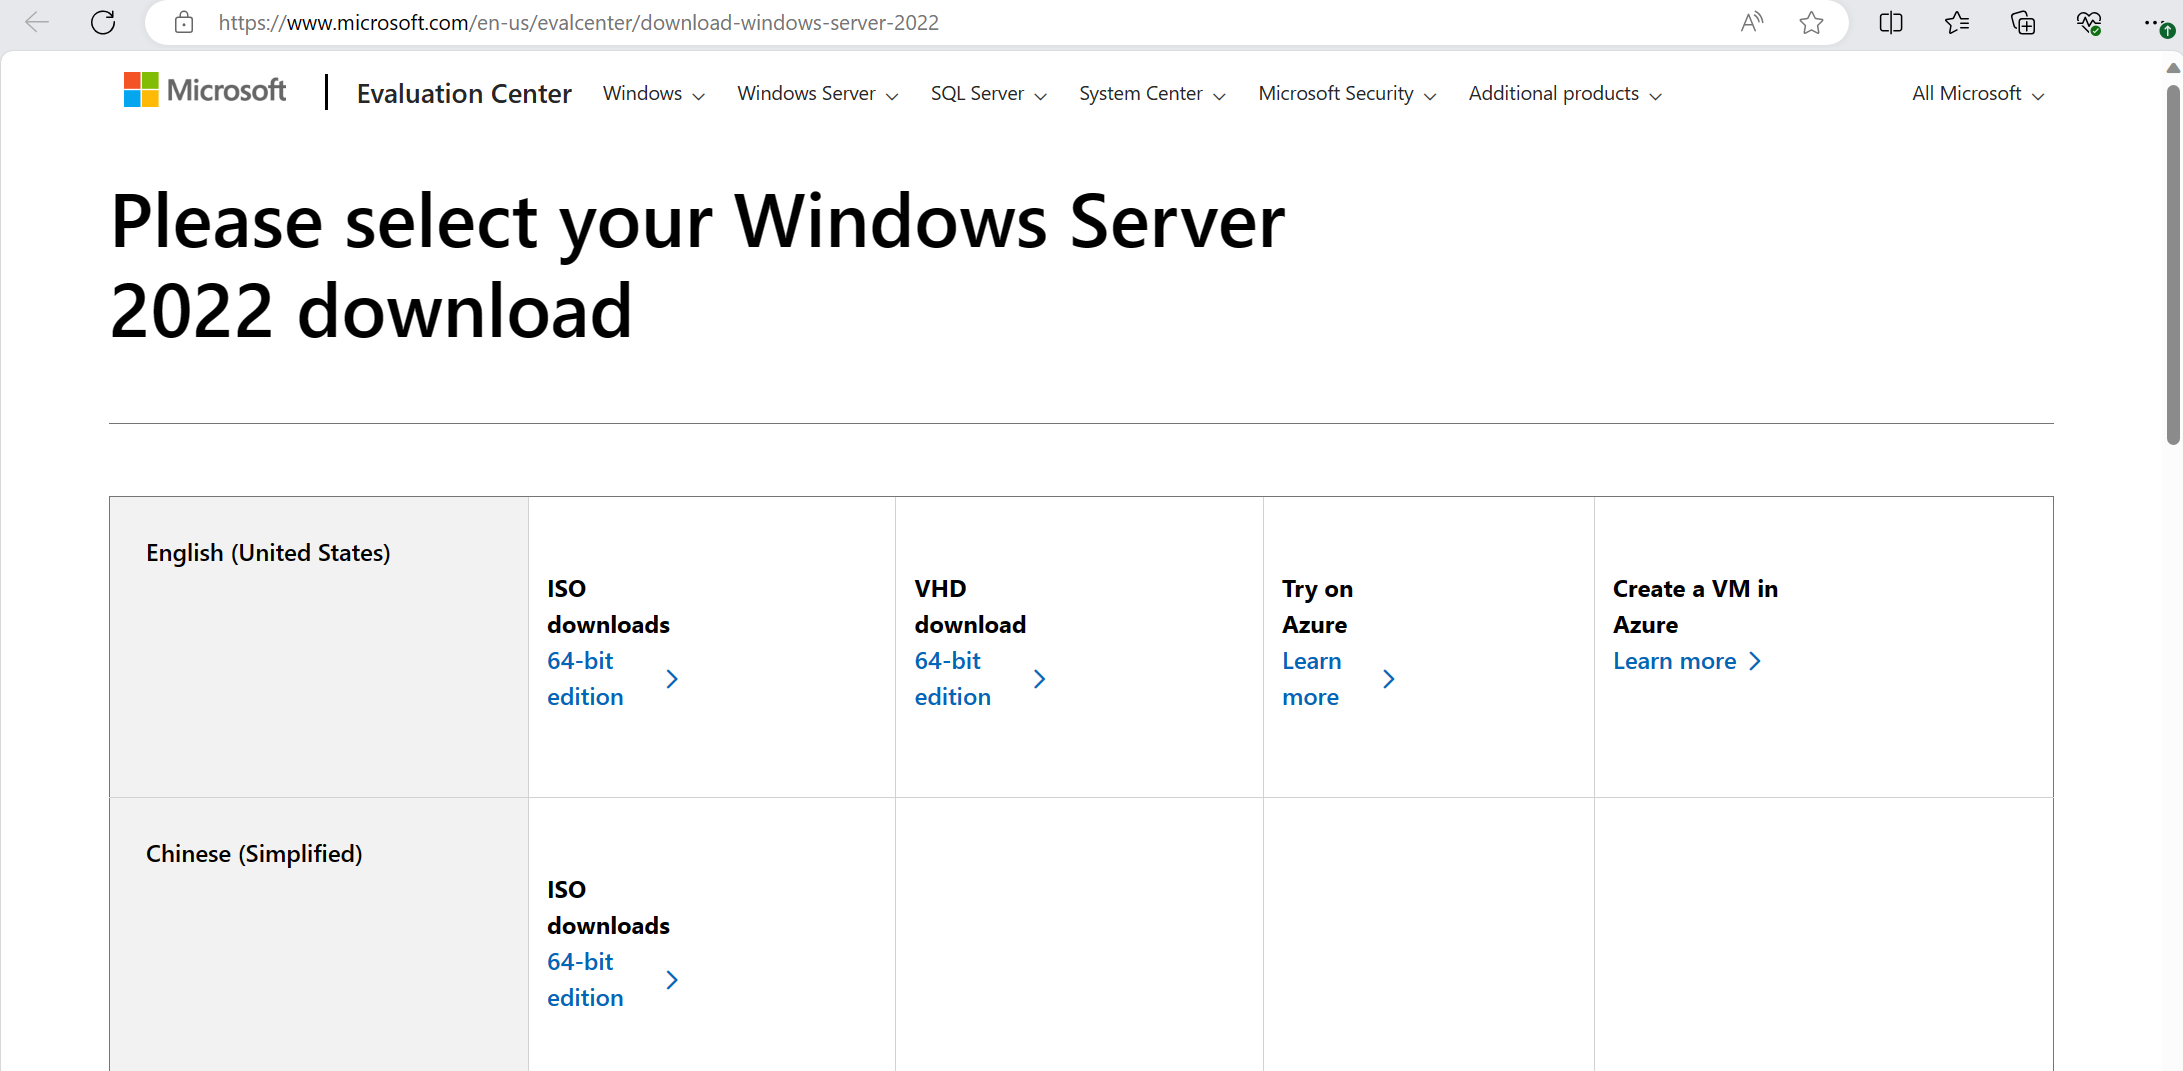 https://www.microsoft.com/en-us/evalcenter/download-windows-server-2022
Microsoft Evaluation Center Windows Windows Server SQL Server System Center Microsoft Security Additional products All Microsoft
Please select your Windows Server
2022 download
English (United States)
ISO
downloads
64-bit
edition
VHD
download
64-bit
edition
Try on
Azure
Learn
more
Create a VM in
Azure
Learn more
Chinese (Simplified)
ISO
downloads
64-bit
edition